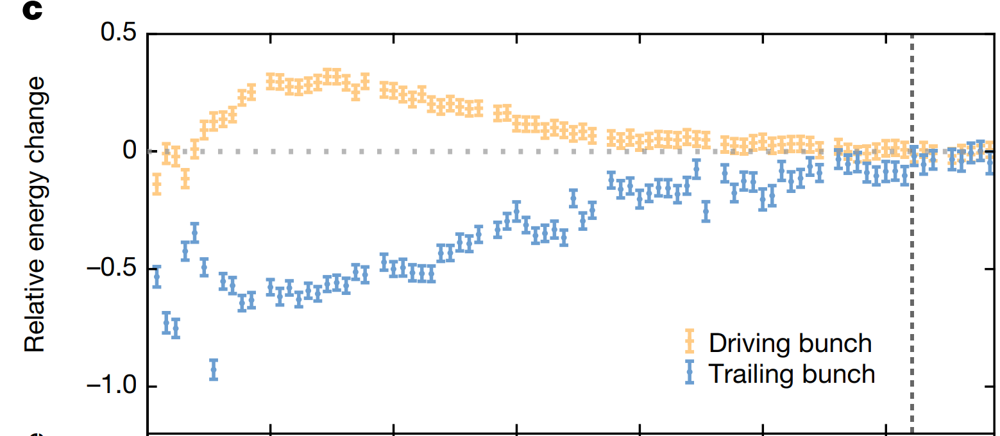 c
0.5
0
−0.5
−1.0
Relative energy change
Driving bunch
Trailing bunch